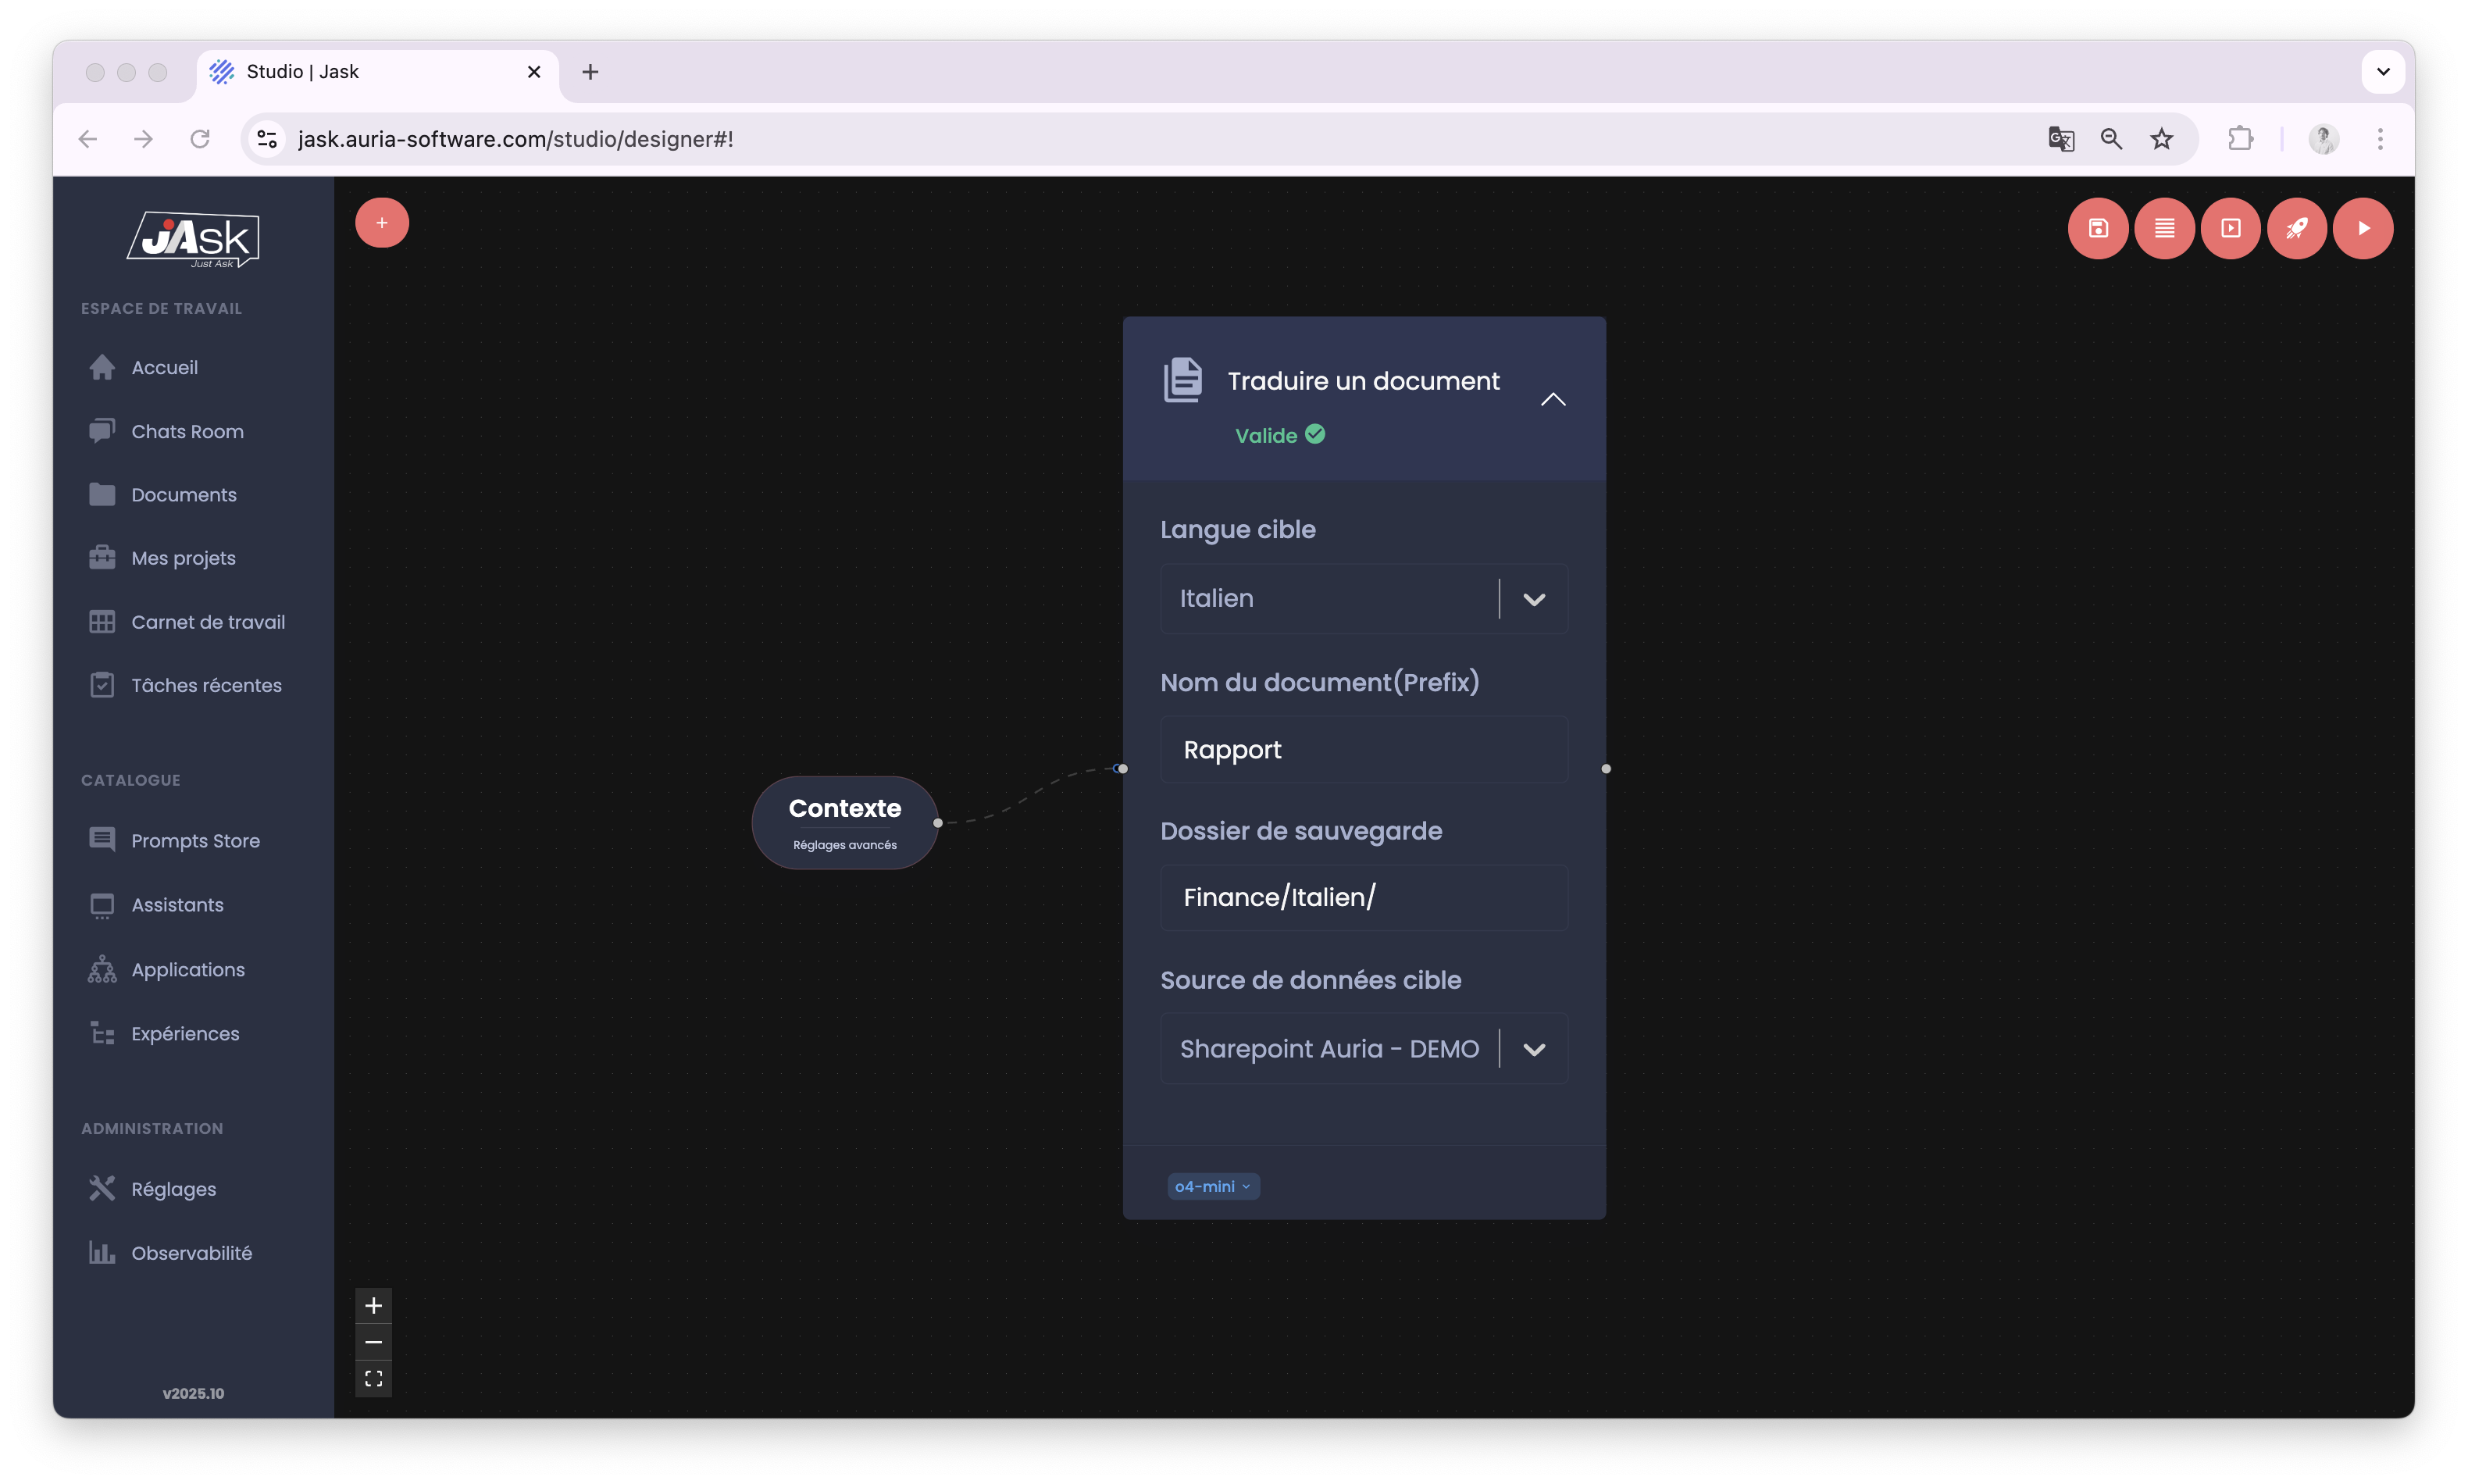 Studio | Jask
jask.auria-software.com/studio/designer#!
jAsk
Just Ask
ESPACE DE TRAVAIL
Accueil
Chats Room
Documents
Mes projets
Carnet de travail
Tâches récentes
CATALOGUE
Prompts Store
Assistants
Applications
Expériences
ADMINISTRATION
Réglages
Observabilité
v2025.10
Contexte
Réglages avancés
Traduire un document
Valide
Langue cible
Italien
Nom du document(Prefix)
Rapport
Dossier de sauvegarde
Finance/Italien/
Source de données cible
Sharepoint Auria - DEMO
o4-mini